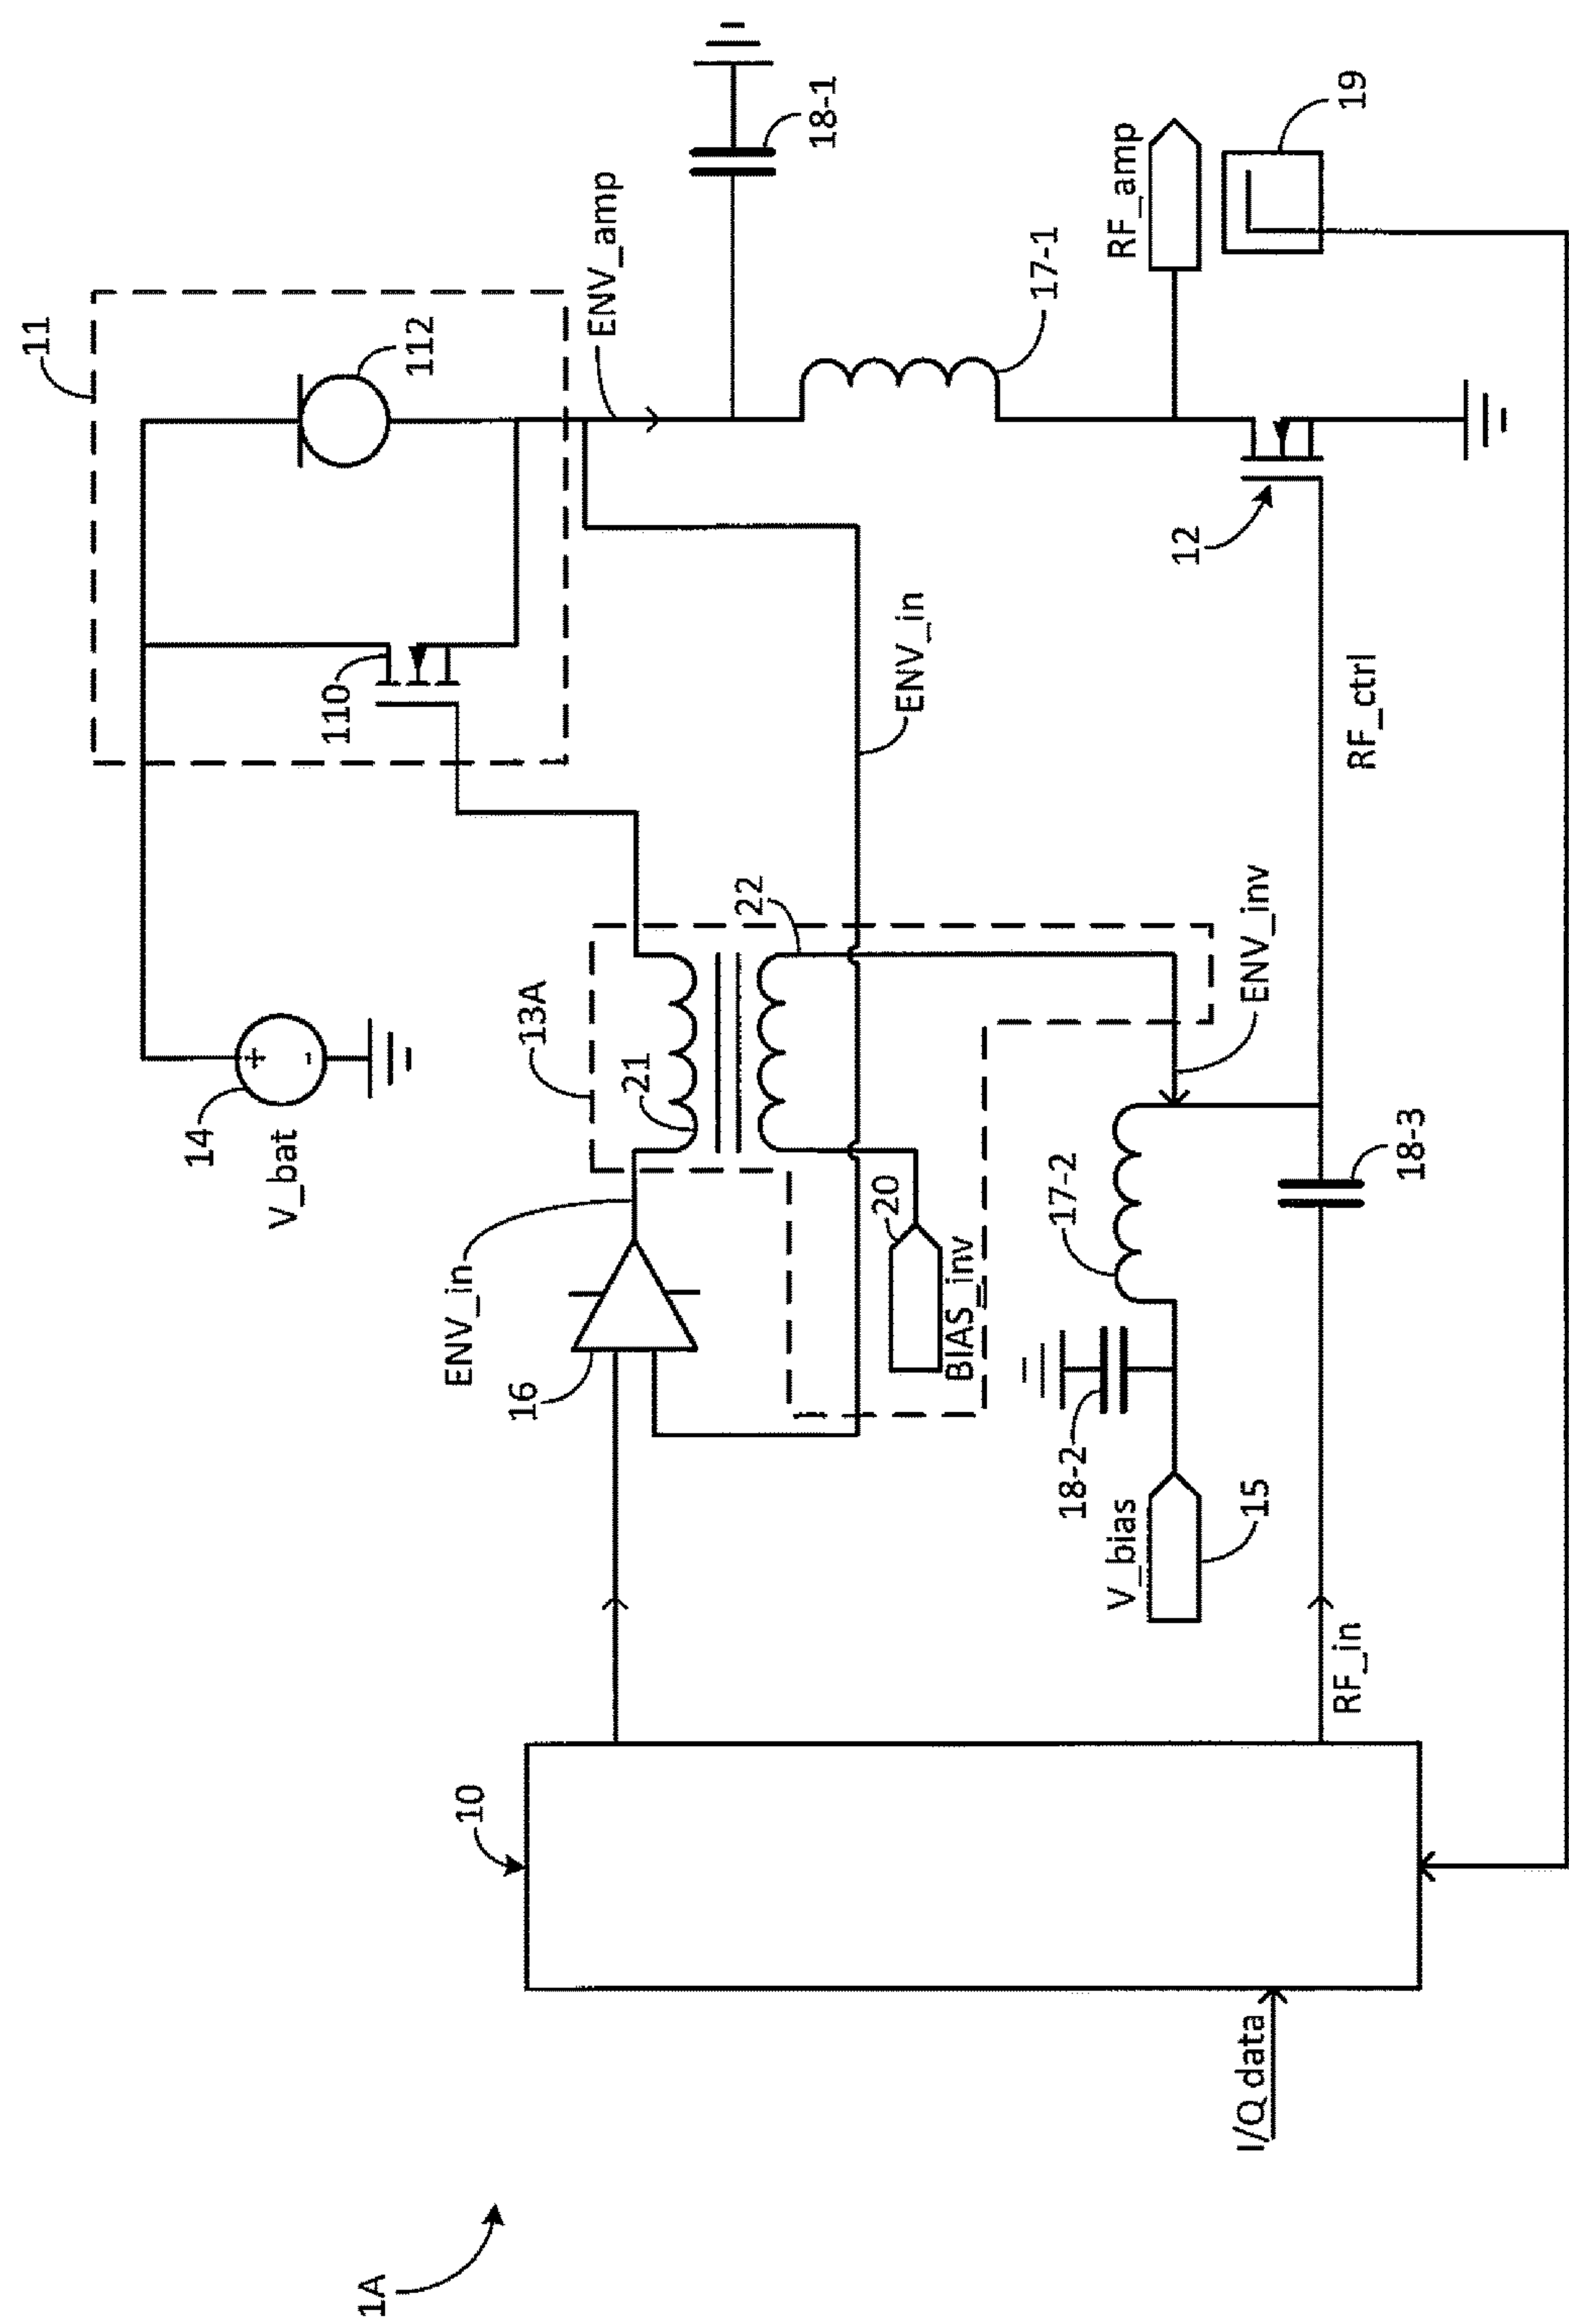 1A
I/Q data
10
RF_in
ENV_in
16
14
V_bat
13A
21
22
20
BIAS_inv
V_bias
15
18-2
17-2
18-3
ENV_inv
RF_ctrl
ENV_in
11
110
112
ENV_amp
18-1
17-1
12
RF_amp
19
+
-